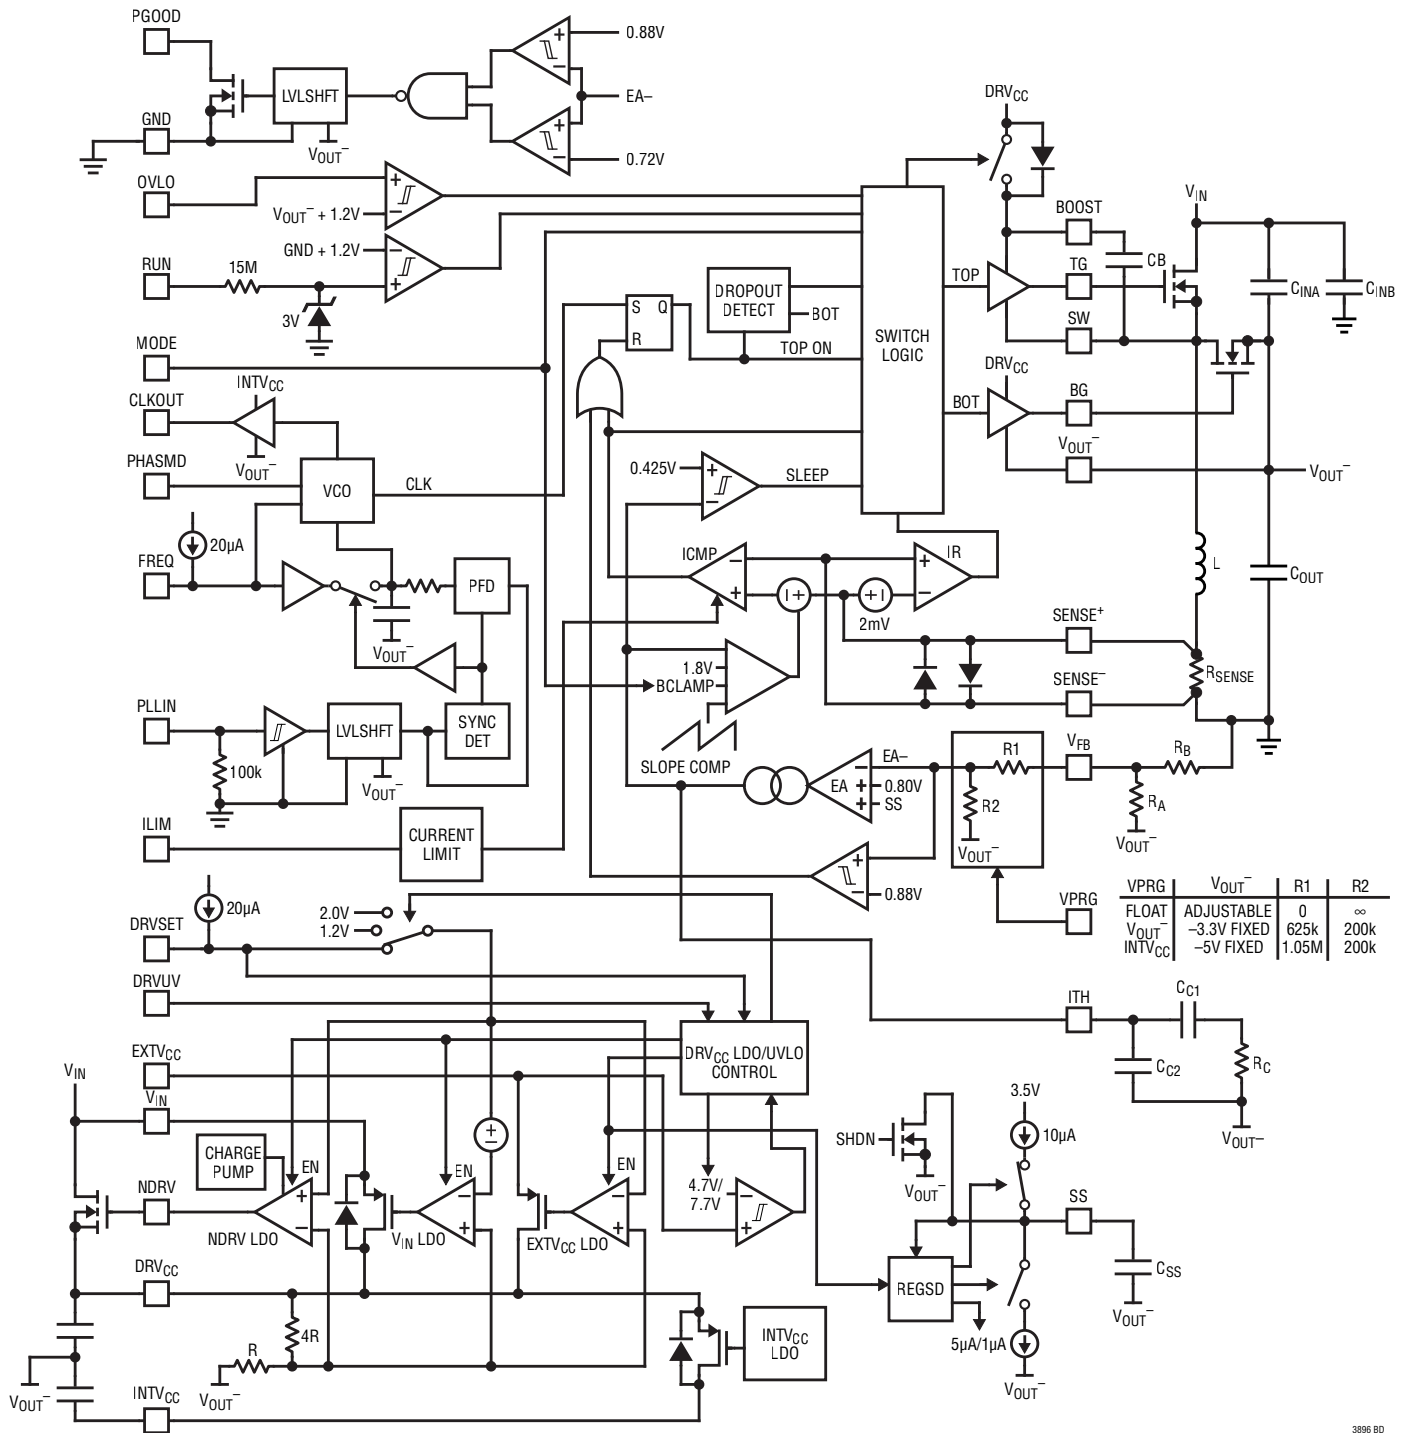 PGOOD
0.88V
LVLSHFT
EA–
GND
VOUT–
0.72V
DRVCC
OVLO
VOUT– + 1.2V
GND + 1.2V
VIN
BOOST
CB
RUN
15M
3V
TOP
TG
CINA
CINB
DROPOUT
DETECT
BOT
S Q
R
SW
SWITCH
LOGIC
TOP ON
MODE
INTVCC
CLKOUT
VOUT–
DRVCC
BOT
BG
VOUT–
VOUT–
PHASMD
VCO
CLK
0.425V
SLEEP
20µA
FREQ
PFD
VOUT–
ICMP
IR
2mV
L
COUT
SENSE+
1.8V
BCLAMP
SENSE–
RSENSE
PLLIN
LVLSHFT
SYNC
DET
100k
VOUT–
SLOPE COMP
EA–
EA
0.80V
SS
R1
R2
VOUT–
VFB
RB
RA
VOUT–
ILIM
CURRENT
LIMIT
0.88V
VPRG
VPRG VOUT– R1 R2
FLOAT ADJUSTABLE 0 ∞
VOUT– –3.3V FIXED 625k 200k
INTVCC –5V FIXED 1.05M 200k
20µA
2.0V
1.2V
DRVSET
DRVUV
ITH
CC1
CC2
RC
VOUT–
EXTVCC
DRVCC LDO/UVLO
CONTROL
VIN
VIN
3.5V
10µA
SHDN
VOUT–
CHARGE
PUMP
EN
EN
EN
4.7V/
7.7V
NDRV
NDRV LDO
VIN LDO
EXTVCC LDO
SS
CSS
VOUT–
DRVCC
REGSD
5µA/1µA
VOUT–
4R
R
VOUT–
INTVCC
LDO
VOUT–
INTVCC
3896 BD